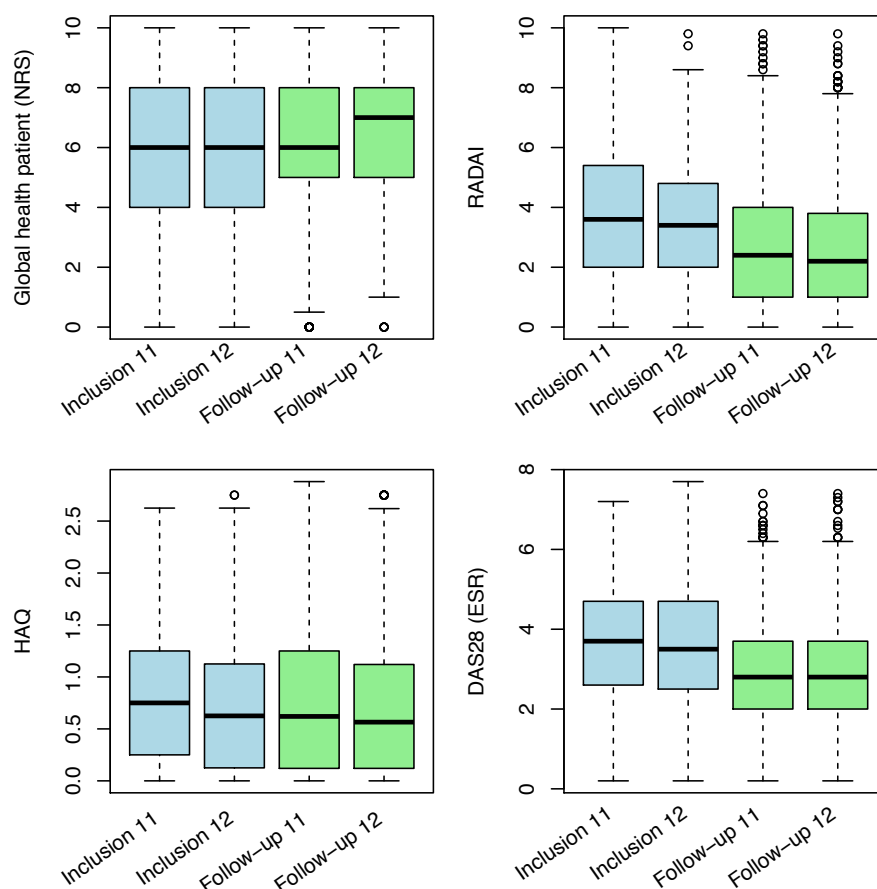 Global health patient (NRS)
10
8
6
4
2
0
Inclusion 11
Inclusion 12
Follow−up 11
Follow−up 12
RADAI
10
8
6
4
2
0
Inclusion 11
Inclusion 12
Follow−up 11
Follow−up 12
HAQ
2.5
2.0
1.5
1.0
0.5
0.0
Inclusion 11
Inclusion 12
Follow−up 11
Follow−up 12
DAS28 (ESR)
8
6
4
2
0
Inclusion 11
Inclusion 12
Follow−up 11
Follow−up 12